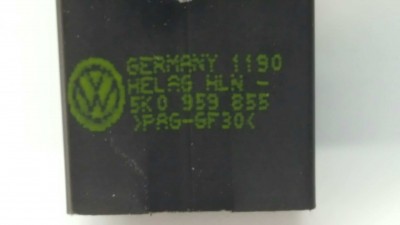 GERMANY 1190
HELAG HLN -
5K0 959 855
>PAG-GF30<